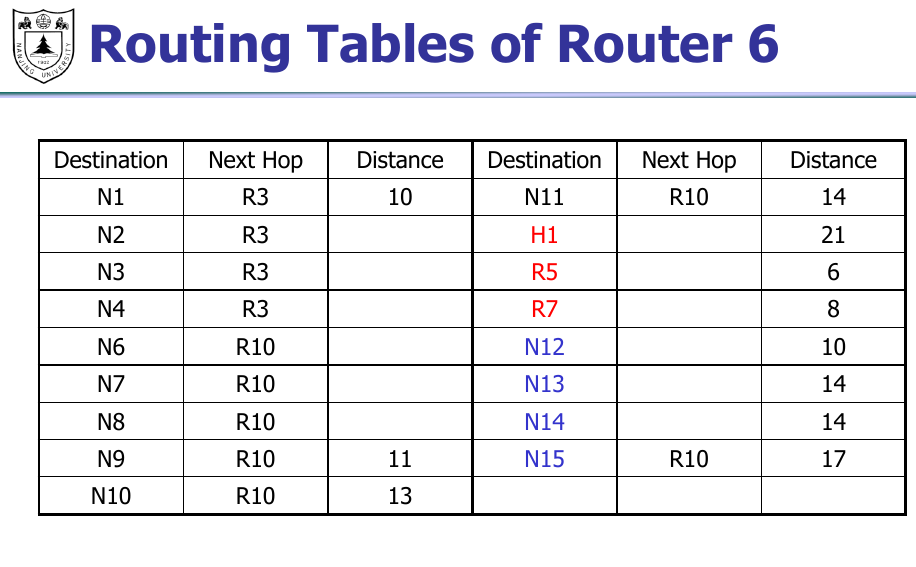 NANJING UNIVERSITY
1902
Routing Tables of Router 6
Destination Next Hop Distance Destination Next Hop Distance
N1 R3 10 N11 R10 14
N2 R3 H1 21
N3 R3 R5 6
N4 R3 R7 8
N6 R10 N12 10
N7 R10 N13 14
N8 R10 N14 14
N9 R10 11 N15 R10 17
N10 R10 13